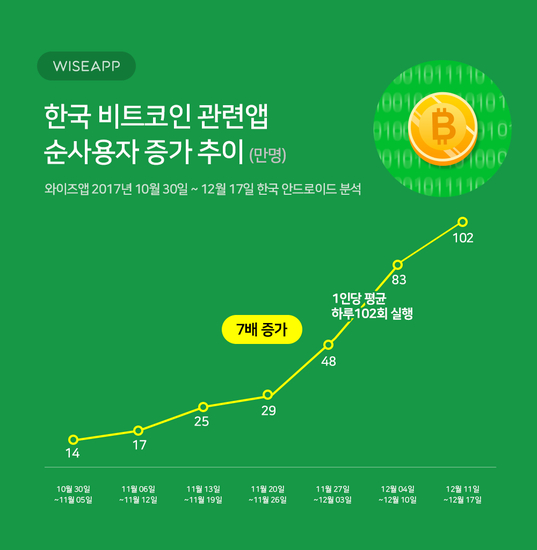 WISEAPP
한국 비트코인 관련앱
순사용자 증가 추이 (만명)
와이즈앱 2017년 10월 30일 ~ 12월 17일 한국 안드로이드 분석
102
83
1인당 평균
하루102회 실행
7배 증가
48
29
25
17
14
10월 30일 ~11월 05일
11월 06일 ~11월 12일
11월 13일 ~11월 19일
11월 20일 ~11월 26일
11월 27일 ~12월 03일
12월 04일 ~12월 10일
12월 11일 ~12월 17일